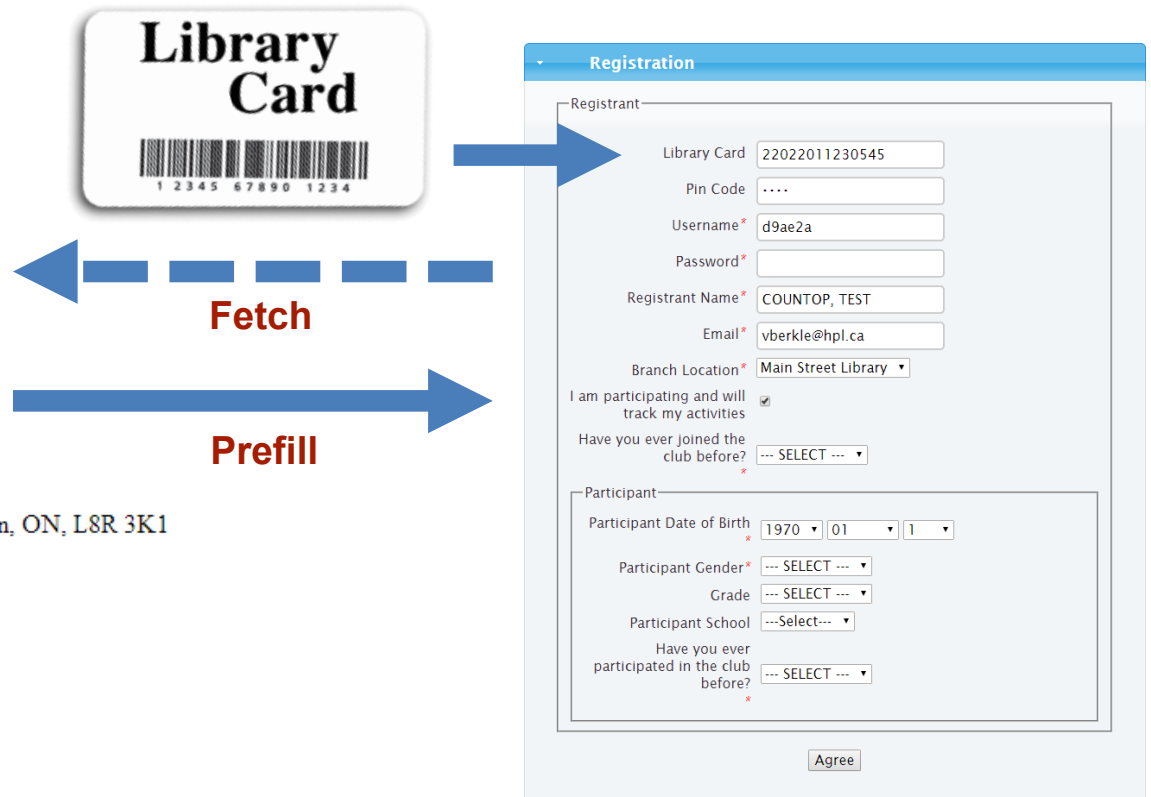 Library
Card
1 2345 67890 1234
Fetch
Prefill
n, ON, L8R 3K1
Registration
Registrant
Library Card 22022011230545
Pin Code ····
Username* d9ae2a
Password*
Registrant Name* COUNTOP, TEST
Email* vberkle@hpl.ca
Branch Location* Main Street Library
I am participating and will
track my activities
Have you ever joined the
club before? --- SELECT ---
*
Participant
Participant Date of Birth 1970 01 1
*
Participant Gender* --- SELECT ---
Grade --- SELECT ---
Participant School ---Select---
Have you ever
participated in the club
before? --- SELECT ---
*
Agree